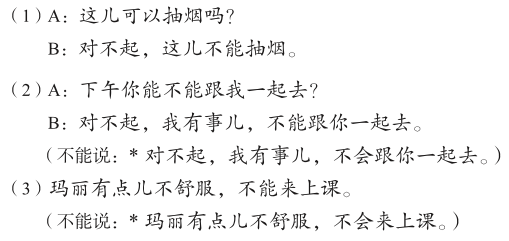 （1）A：这儿可以抽烟吗？
B：对不起，这儿不能抽烟。
（2）A：下午你能不能跟我一起去？
B：对不起，我有事儿，不能跟你一起去。
（不能说：* 对不起，我有事儿，不会跟你一起去。）
（3）玛丽有点儿不舒服，不能来上课。
（不能说：* 玛丽有点儿不舒服，不会来上课。）